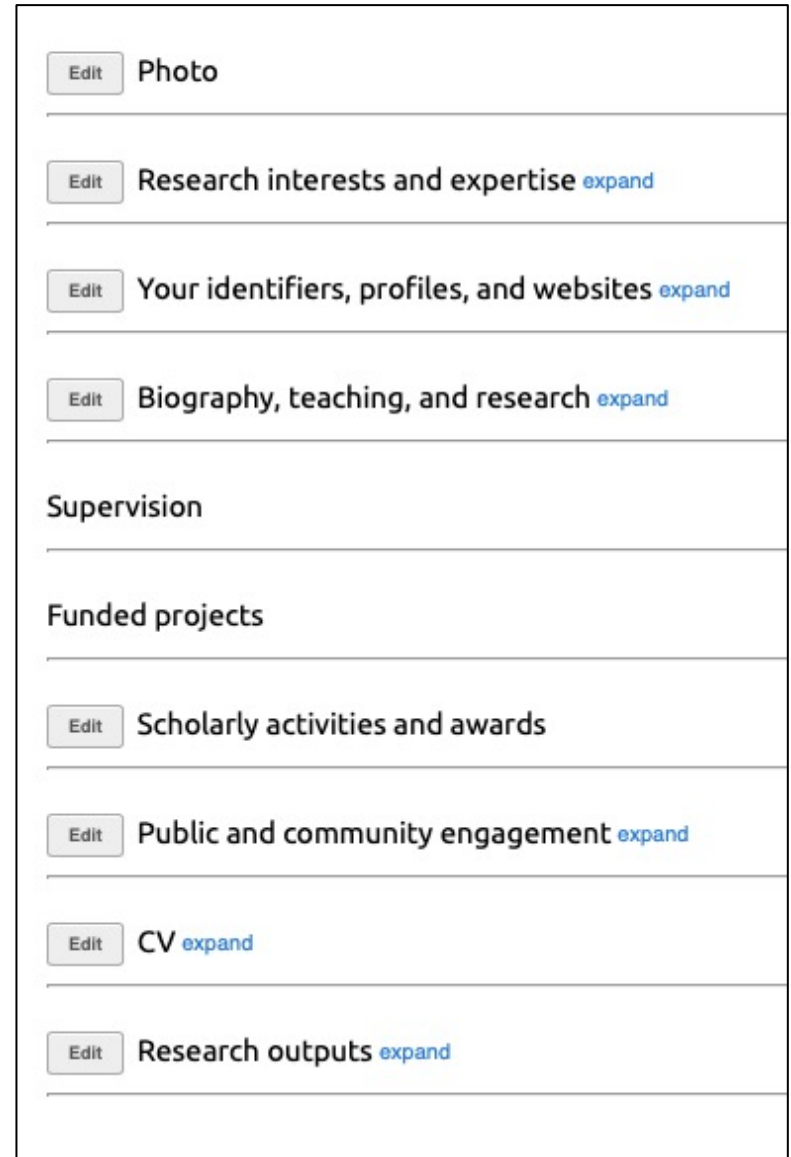 Edit Photo
Edit Research interests and expertise expand
Edit Your identifiers, profiles, and websites expand
Edit Biography, teaching, and research expand
Supervision
Funded projects
Edit Scholarly activities and awards
Edit Public and community engagement expand
Edit CV expand
Edit Research outputs expand